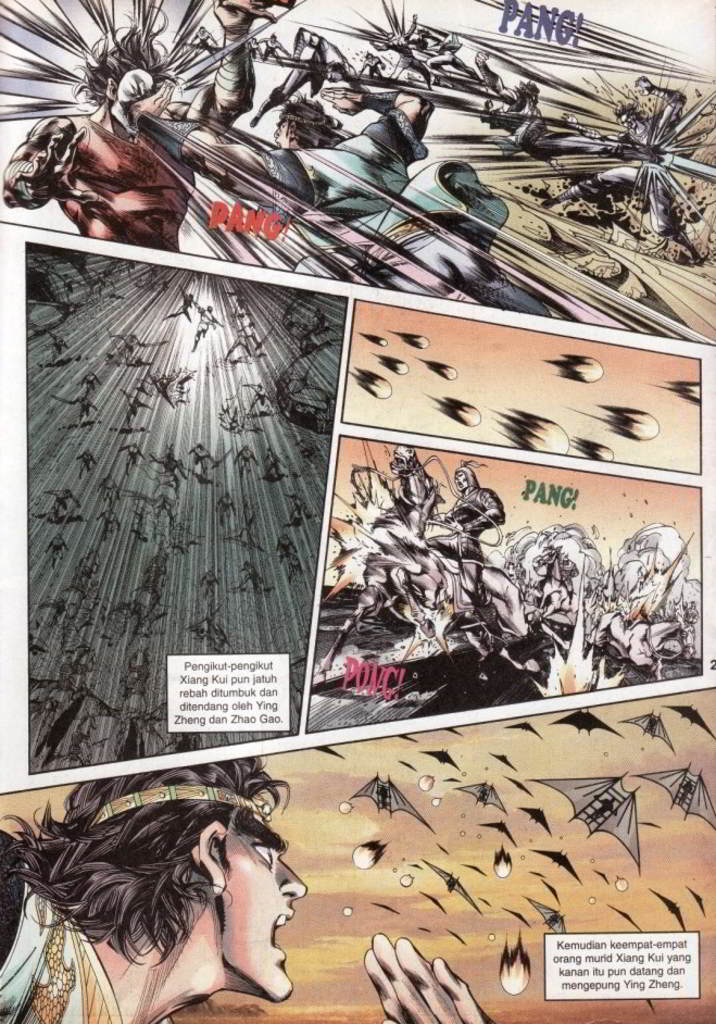 PANG!
PANG!
PANG!
PONG!
Pengikut-pengikut
Xiang Kui pun jatuh
rebah ditumbuk dan
ditendang oleh Ying
Zheng dan Zhao Gao.
2
Kemudian keempat-empat
orang murid Xiang Kui yang
kanan itu pun datang dan
mengepung Ying Zheng.